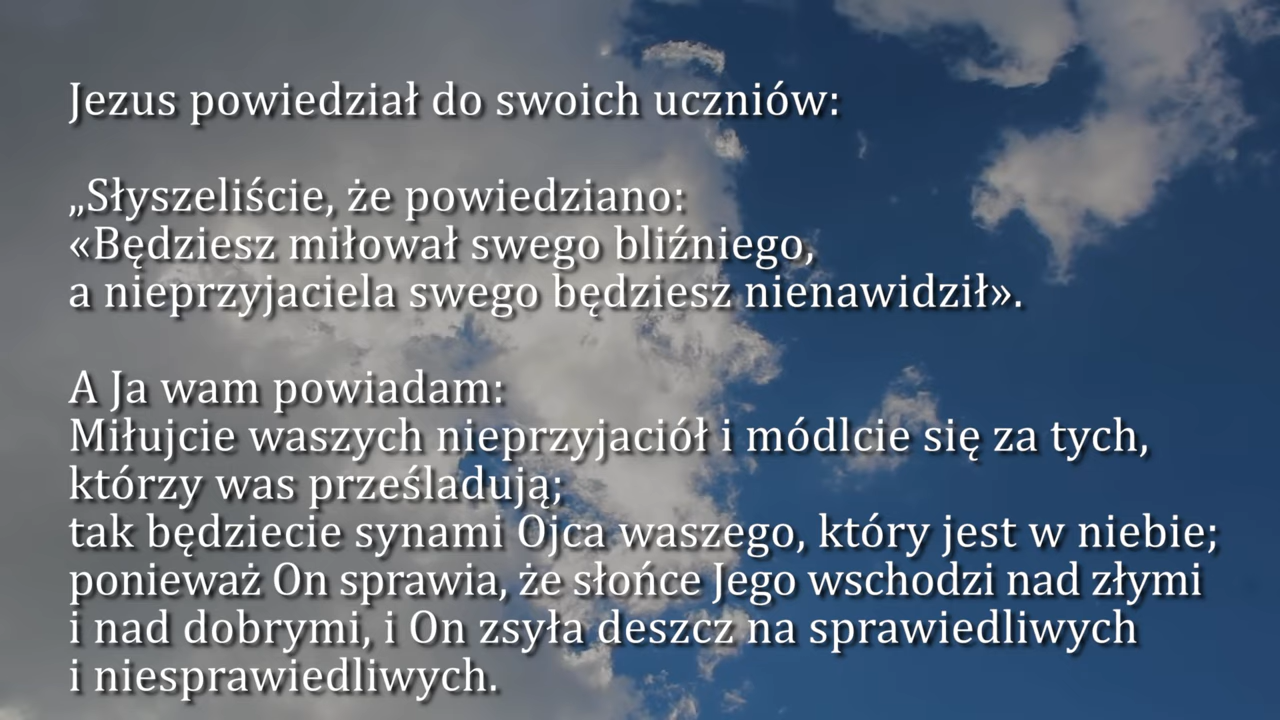 Jezus powiedział do swoich uczniów:
„Słyszeliście, że powiedziano:
«Będziesz miłował swego bliźniego,
a nieprzyjaciela swego będziesz nienawidził».
A Ja wam powiadam:
Miłujcie waszych nieprzyjaciół i módlcie się za tych,
którzy was prześladują;
tak będziecie synami Ojca waszego, który jest w niebie;
ponieważ On sprawia, że słońce Jego wschodzi nad złymi
i nad dobrymi, i On zsyła deszcz na sprawiedliwych
i niesprawiedliwych.